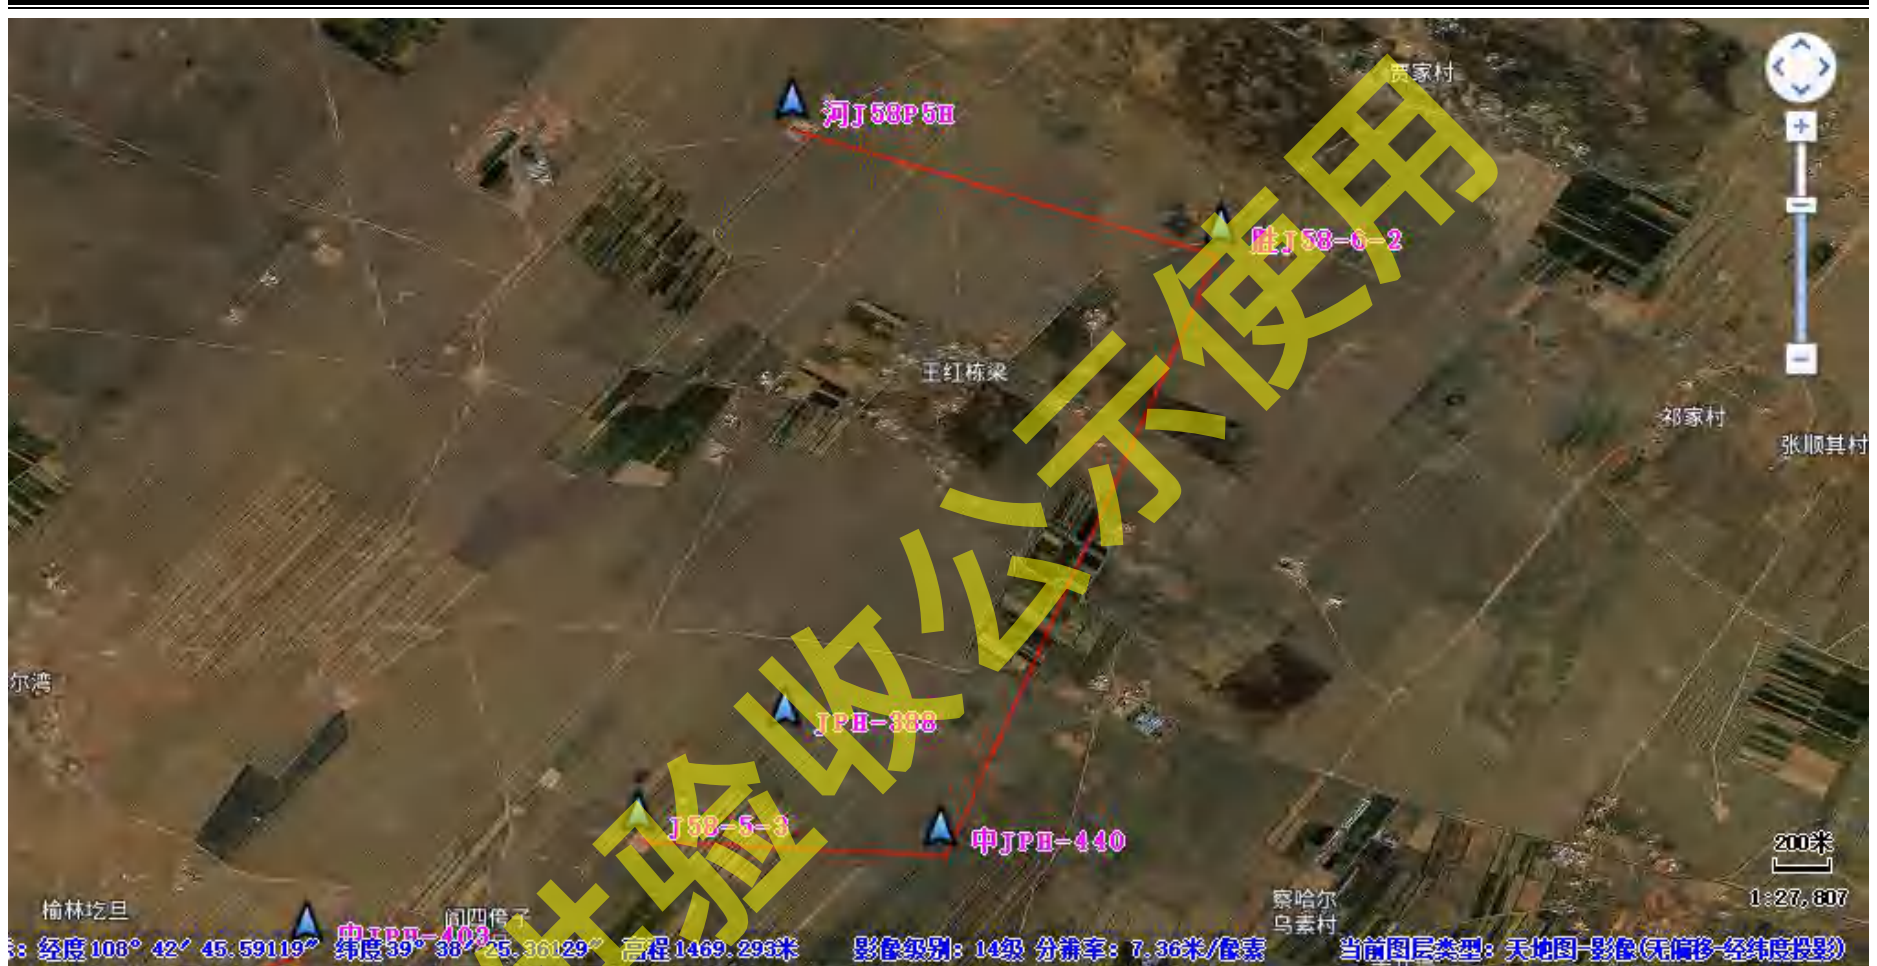 贾家村
河J58P5H
胜J58-6-2
王红栋梁
祁家村
张顺其村
尔湾
JPH-388
J58-5-3
中JPH-440
200米
1:27,807
察哈尔
乌素村
榆林圪旦
闫四圪子
中JPH-403
经度108° 42′ 45.59119″ 纬度39° 38′ 25.36129″ 高程1469.293米 影像级别：14级 分辨率：7.36米/像素 当前图层类型：天地图-影像(无偏移-经纬度投影)
验收公示使用